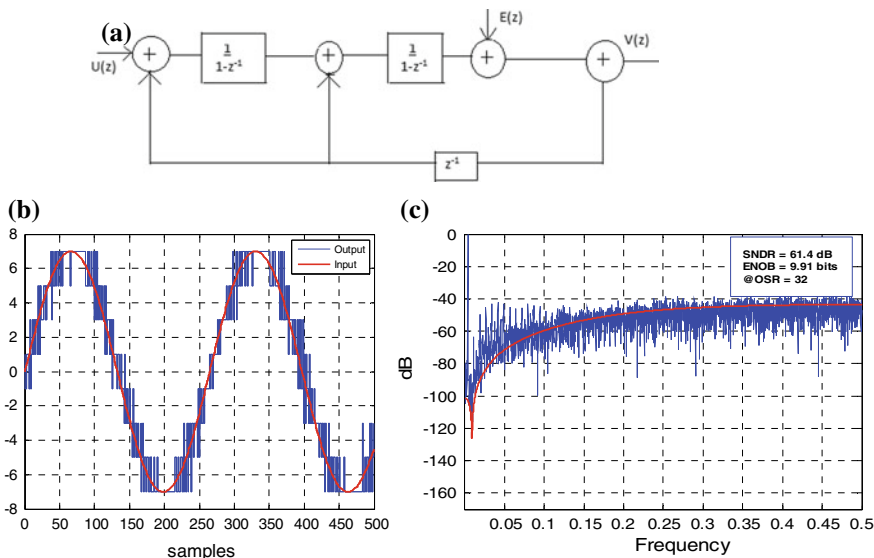 (a)
E(z)
V(z)
U(z)
+
1
1-z⁻¹
+
1
1-z⁻¹
+
+
z⁻¹
(b)
8
6
4
2
0
-2
-4
-6
-8
0 50 100 150 200 250 300 350 400 450 500
samples
Output
Input
(c)
0
-20
-40
-60
-80
-100
-120
-140
-160
dB
SNDR = 61.4 dB
ENOB = 9.91 bits
@OSR = 32
0.05 0.1 0.15 0.2 0.25 0.3 0.35 0.4 0.45 0.5
Frequency